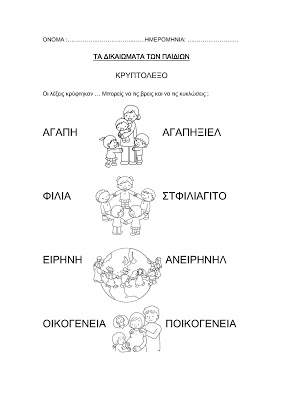 ΟΝΟΜΑ :……………………………..…ΗΜΕΡΟΜΗΝΙΑ: ………………………
ΤΑ ΔΙΚΑΙΩΜΑΤΑ ΤΩΝ ΠΑΙΔΙΩΝ
ΚΡΥΠΤΟΛΕΞΟ
Οι λέξεις κρύφτηκαν … Μπορείς να τις βρεις και να τις κυκλώσεις;;
ΑΓΑΠΗ ΑΓΑΠΗΞΙΕΛ
ΦΙΛΙΑ ΣΤΦΙΛΙΑΓΙΤΟ
ΕΙΡΗΝΗ ΑΝΕΙΡΗΝΗΛ
ΟΙΚΟΓΕΝΕΙΑ ΠΟΙΚΟΓΕΝΕΙΑ